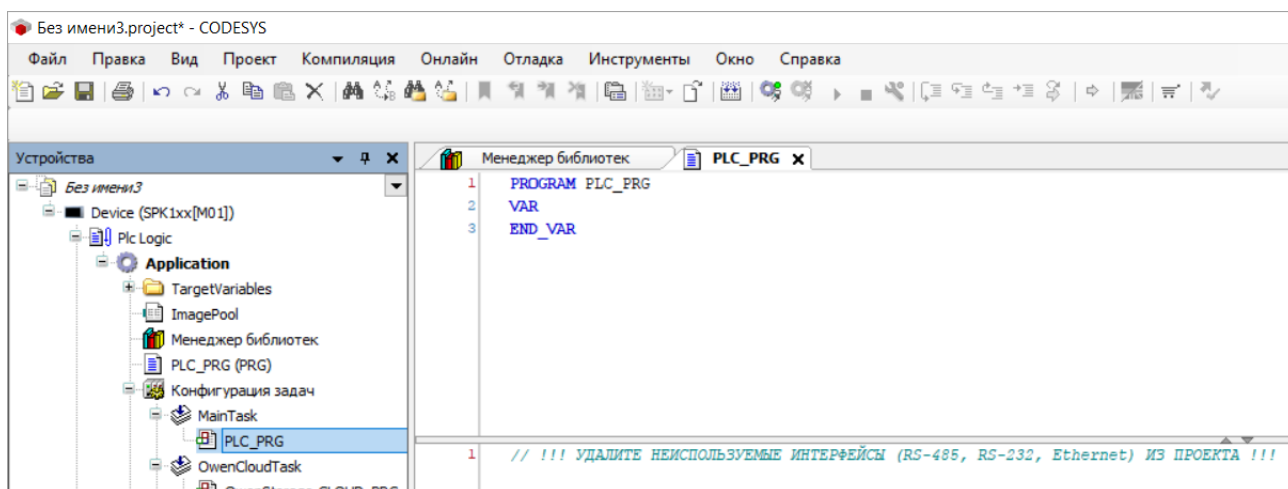 Без имени3.project* - CODESYS
Файл Правка Вид Проект Компиляция Онлайн Отладка Инструменты Окно Справка
Устройства
Без имени3
Device (SPK1xx[M01])
Plc Logic
Application
TargetVariables
ImagePool
Менеджер библиотек
PLC_PRG (PRG)
Конфигурация задач
MainTask
PLC_PRG
OwenCloudTask
Менеджер библиотек PLC_PRG
1 PROGRAM PLC_PRG
2 VAR
3 END_VAR
1 // !!! УДАЛИТЕ НЕИСПОЛЬЗУЕМЫЕ ИНТЕРФЕЙСЫ (RS-485, RS-232, Ethernet) ИЗ ПРОЕКТА !!!